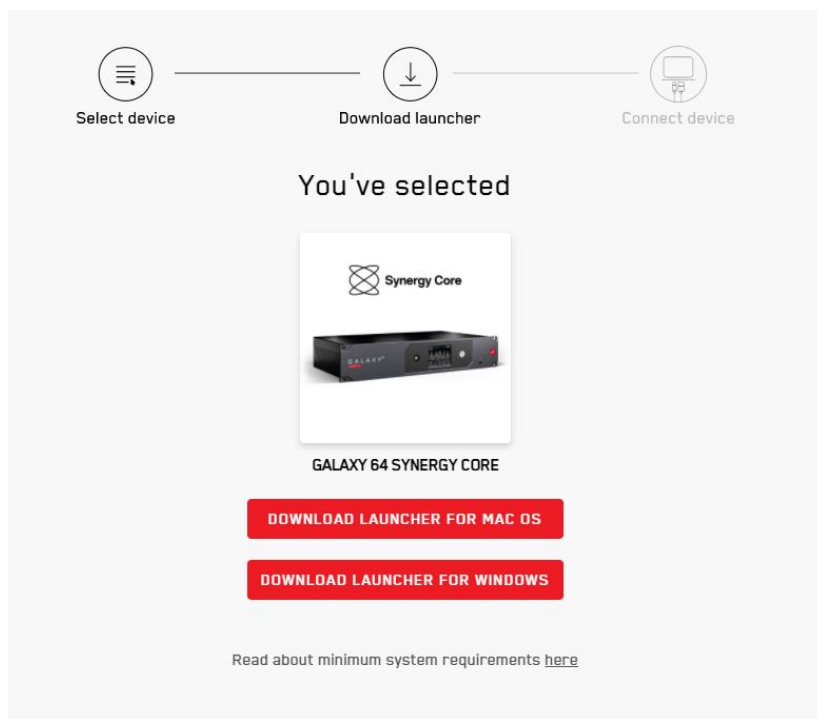 Select device
Download launcher
Connect device
You've selected
Synergy Core
GALAXY
GALAXY 64 SYNERGY CORE
DOWNLOAD LAUNCHER FOR MAC OS
DOWNLOAD LAUNCHER FOR WINDOWS
Read about minimum system requirements here